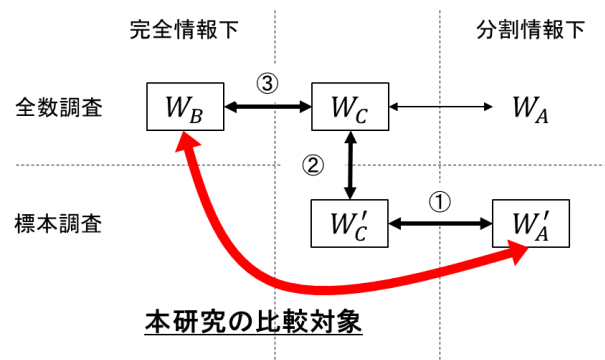 完全情報下 分割情報下
③
全数調査 W_B W_C W_A
②
①
標本調査 W'_C W'_A
本研究の比較対象